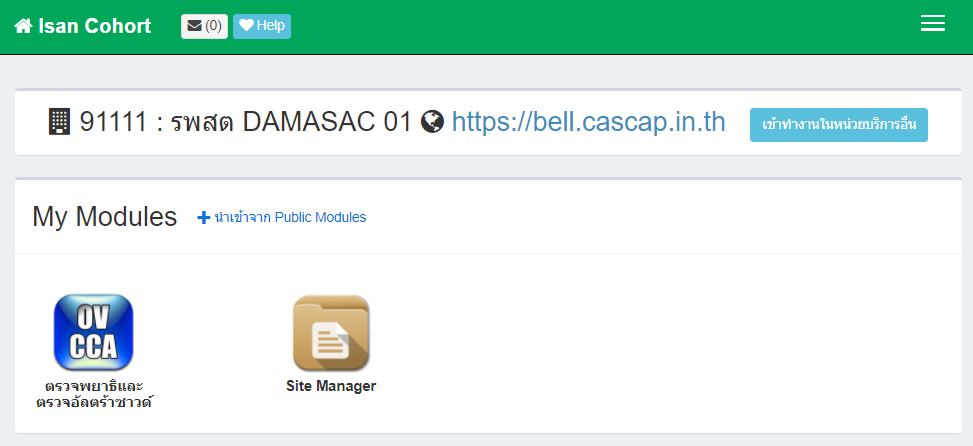 Isan Cohort (0) Help
91111 : รพสต DAMASAC 01 https://bell.cascap.in.th เข้าทำงานในหน่วยบริการอื่น
My Modules นำเข้าจาก Public Modules
OV
CCA
ตรวจพยาธิและ
ตรวจอัลตร้าซาวด์
Site Manager